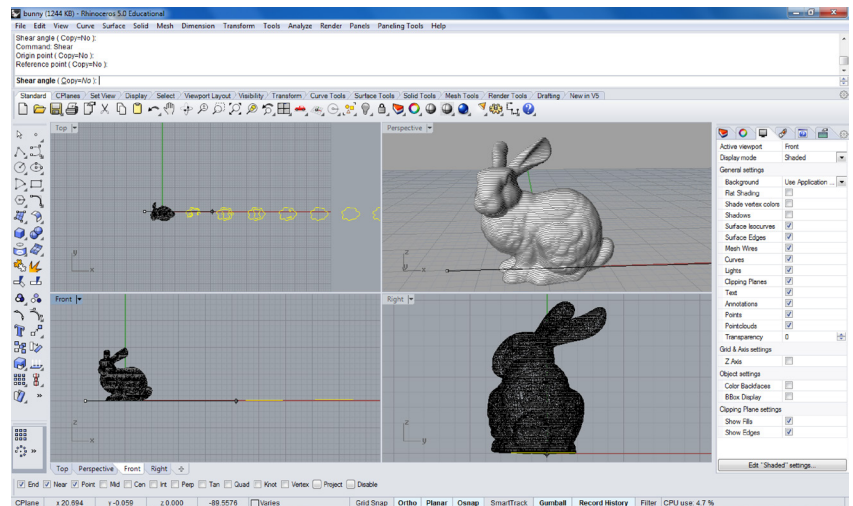 bunny (1244 KB) - Rhinoceros 5.0 Educational
File Edit View Curve Surface Solid Mesh Dimension Transform Tools Analyze Render Panels Paneling Tools Help
Shear angle ( Copy=No ):
Command: Shear
Origin point ( Copy=No ):
Reference point ( Copy=No ):
Shear angle ( Copy=No ):
Standard CPlanes Set View Display Select Viewport Layout Visibility Transform Curve Tools Surface Tools Solid Tools Mesh Tools Render Tools Drafting New in V5
Top
Perspective
y
x
Front
Right
z
x
z
y
Active viewport Front
Display mode Shaded
General settings
Background Use Application ...
Flat Shading
Shade vertex colors
Shadows
Surface Isocurves
Surface Edges
Mesh Wires
Curves
Lights
Clipping Planes
Text
Annotations
Points
Pointclouds
Transparency 0
Grid & Axis settings
Z Axis
Object settings
Color Backfaces
BBox Display
Clipping Plane settings
Show Fills
Show Edges
Edit "Shaded" settings...
Top Perspective Front Right
End Near Point Mid Cen Int Perp Tan Quad Knot Vertex Project Disable
CPlane x 20.694 y -0.059 z 0.000 -89.5576 Varies Grid Snap Ortho Planar Osnap SmartTrack Gumball Record History Filter CPU use: 4.7 %